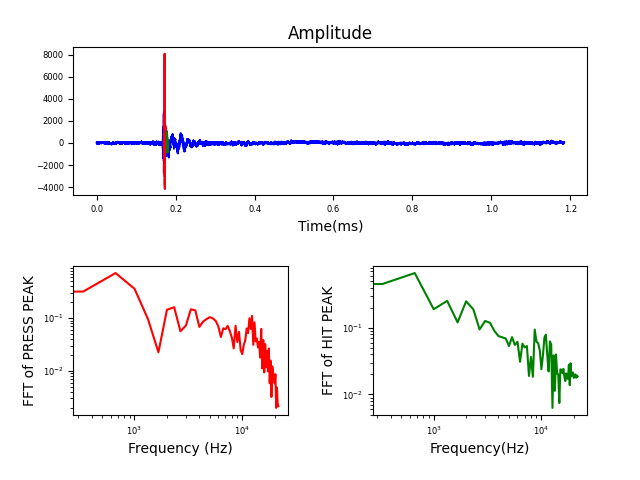 Amplitude
8000
6000
4000
2000
0
−2000
−4000
0.0 0.2 0.4 0.6 0.8 1.0 1.2
Time(ms)
FFT of PRESS PEAK
10⁻¹
10⁻²
10³ 10⁴
Frequency (Hz)
FFT of HIT PEAK
10⁻¹
10⁻²
10³ 10⁴
Frequency(Hz)